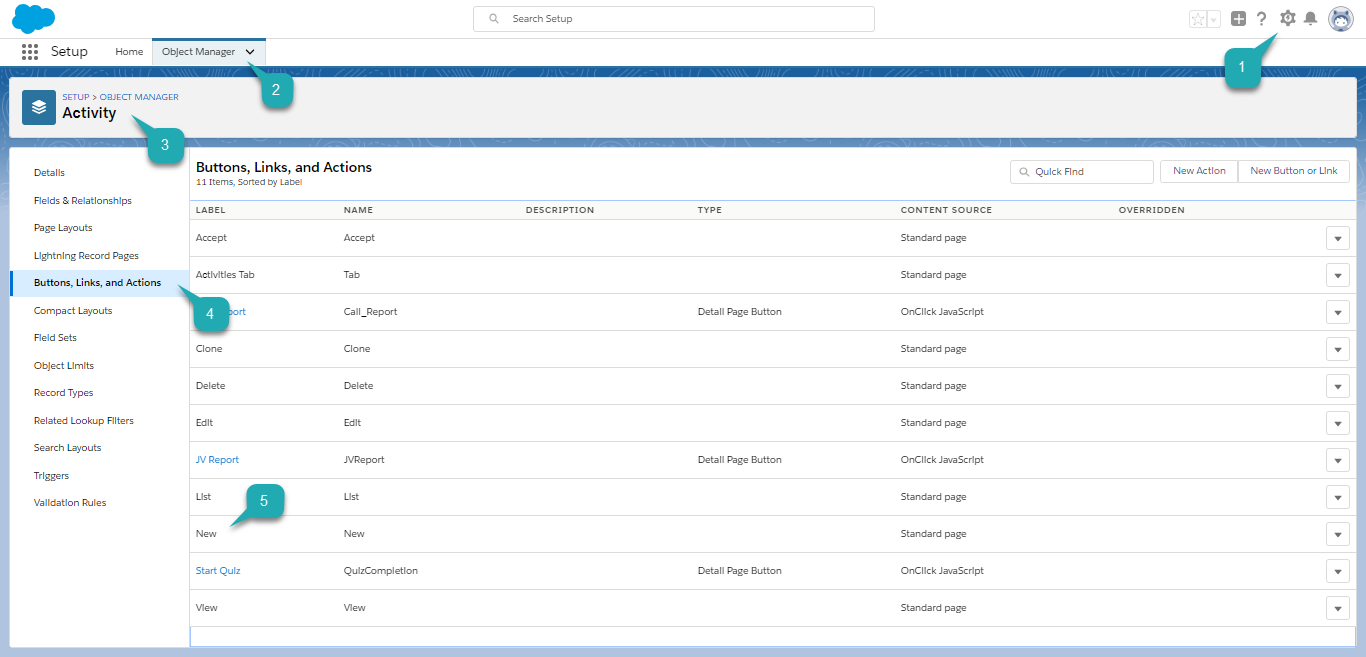 Search Setup
1
Setup
Home
Object Manager
2
SETUP > OBJECT MANAGER
Activity
3
Details
Fields & Relationships
Page Layouts
Lightning Record Pages
Buttons, Links, and Actions
Compact Layouts
Field Sets
Object Limits
Record Types
Related Lookup Filters
Search Layouts
Triggers
Validation Rules
4
Buttons, Links, and Actions
11 Items, Sorted by Label
Quick Find
New Action
New Button or Link
LABEL NAME DESCRIPTION TYPE CONTENT SOURCE OVERRIDDEN
Accept Accept Standard page
Activities Tab Tab Standard page
port Call_Report Detail Page Button OnClick JavaScript
Clone Clone Standard page
Delete Delete Standard page
Edit Edit Standard page
JV Report JVReport Detail Page Button OnClick JavaScript
List List Standard page
5
New New Standard page
Start Quiz QuizCompletion Detail Page Button OnClick JavaScript
View View Standard page